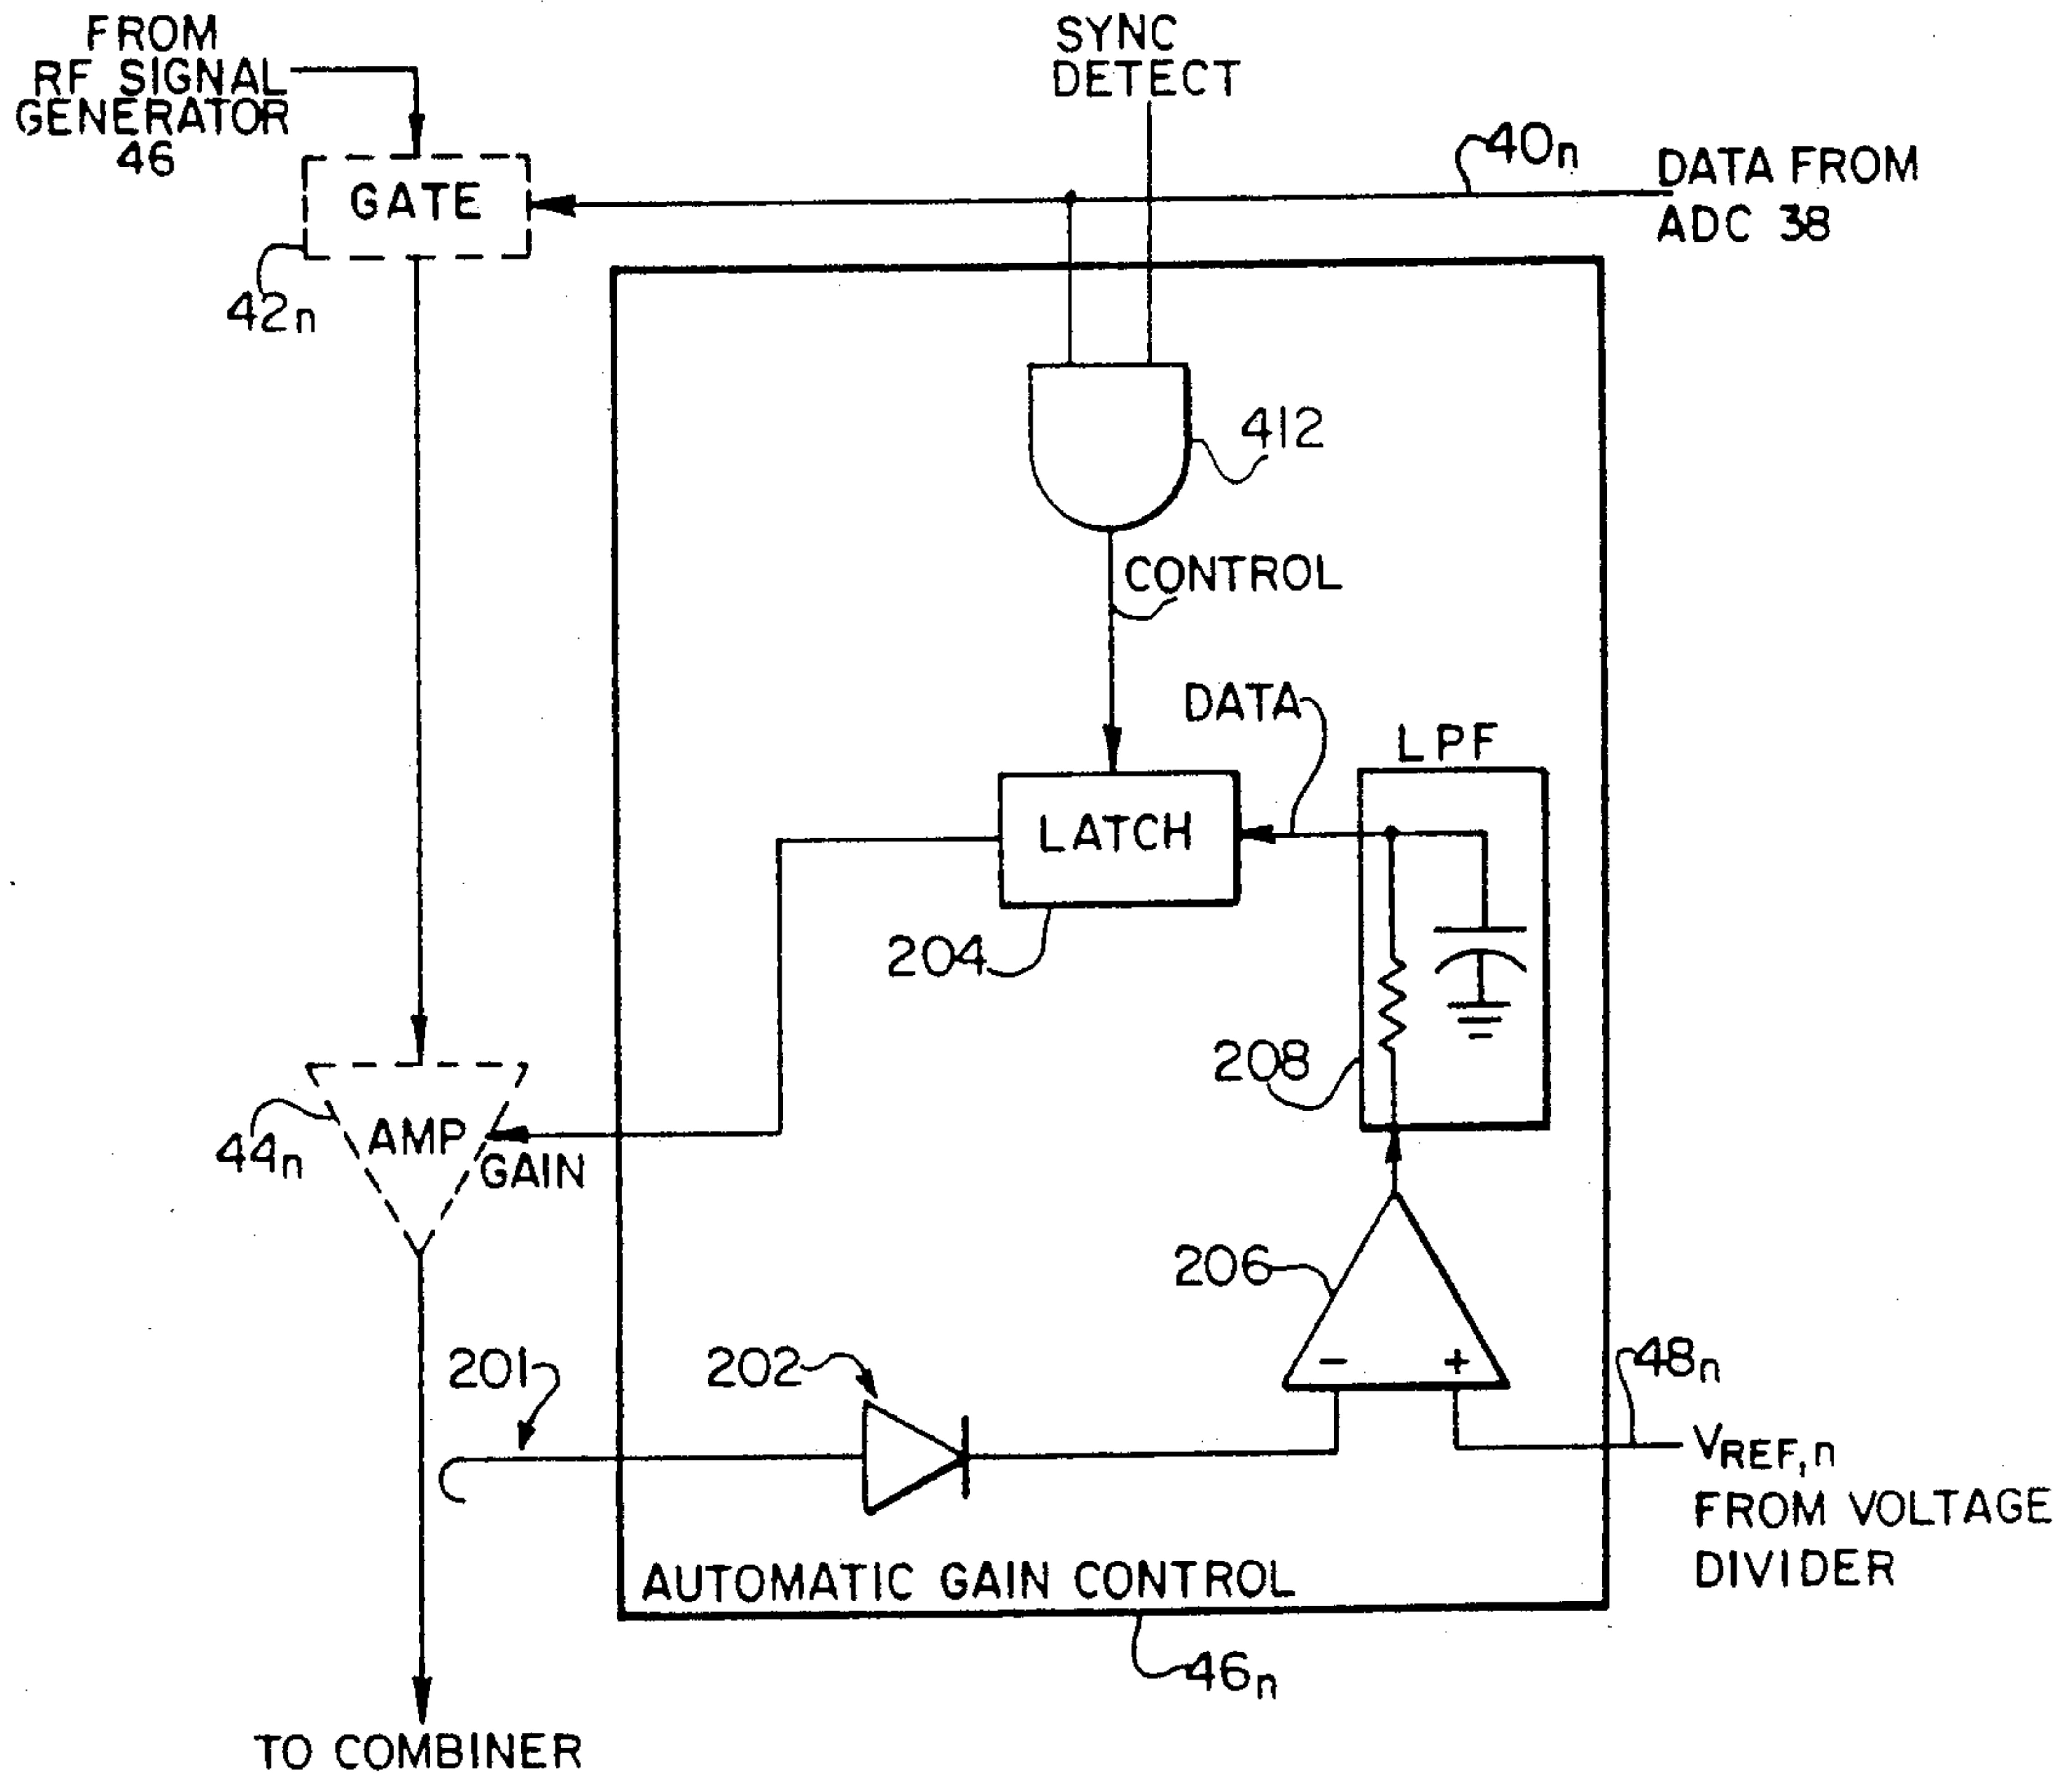 FROM
RF SIGNAL
GENERATOR
46
SYNC
DETECT
40n
DATA FROM
ADC 38
GATE
42n
412
CONTROL
DATA
LPF
LATCH
204
208
AMP
GAIN
44n
206
- +
201
202
48n
VREF,n
FROM VOLTAGE
DIVIDER
AUTOMATIC GAIN CONTROL
46n
TO COMBINER